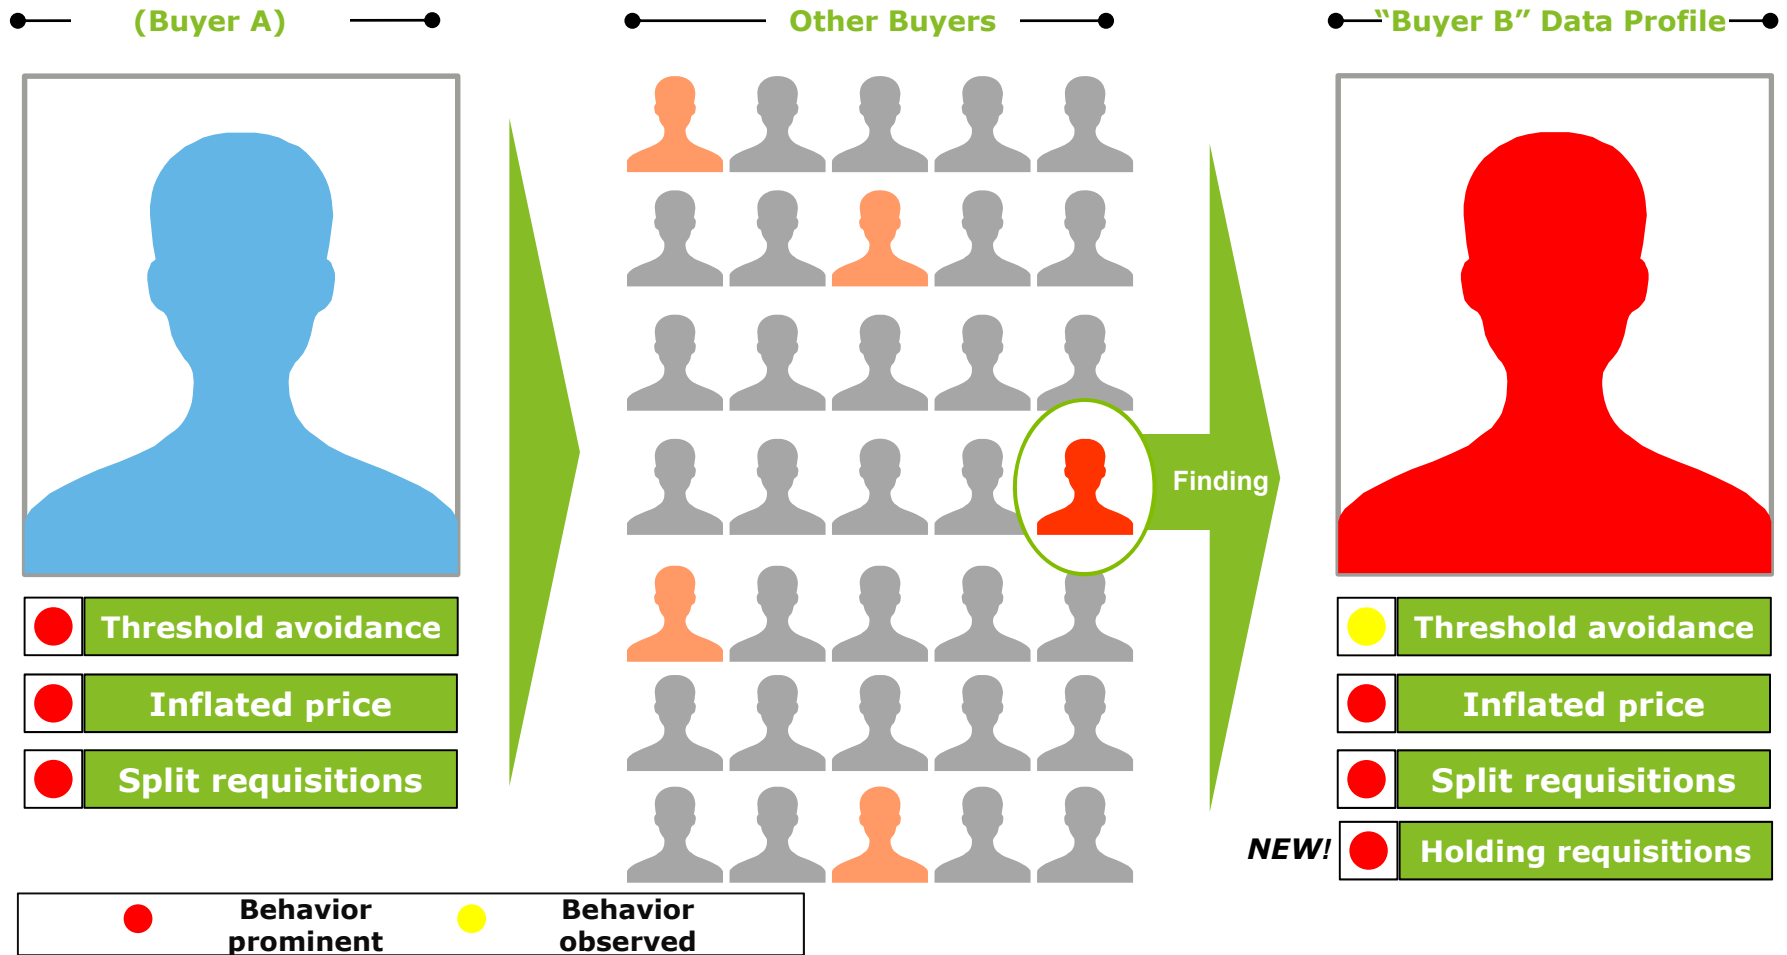 (Buyer A)
Other Buyers
“Buyer B” Data Profile
Threshold avoidance
Inflated price
Split requisitions
Finding
Threshold avoidance
Inflated price
Split requisitions
NEW!
Holding requisitions
Behavior
prominent
Behavior
observed